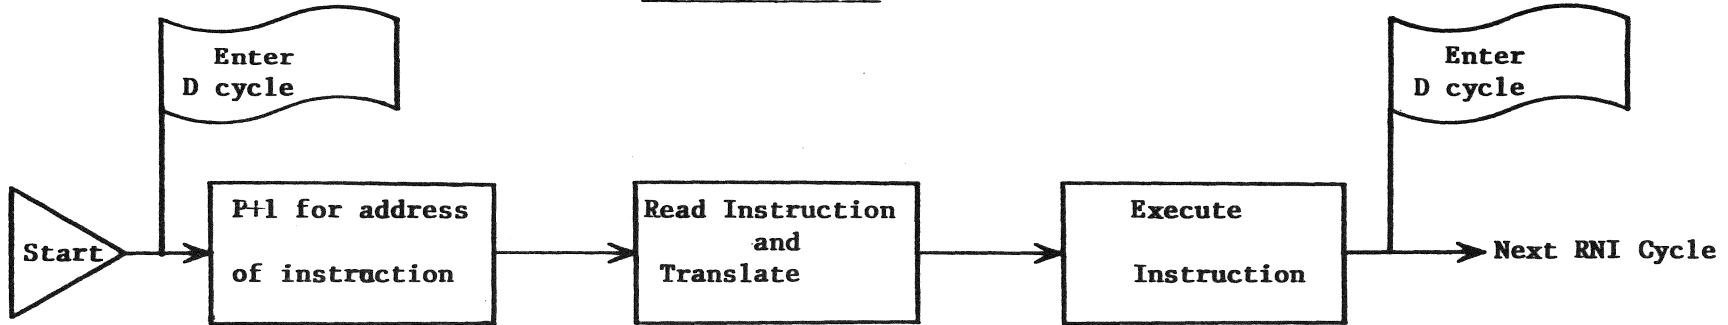 Enter
D cycle
Enter
D cycle
Start
P+1 for address
of instruction
Read Instruction
and
Translate
Execute
Instruction
Next RNI Cycle